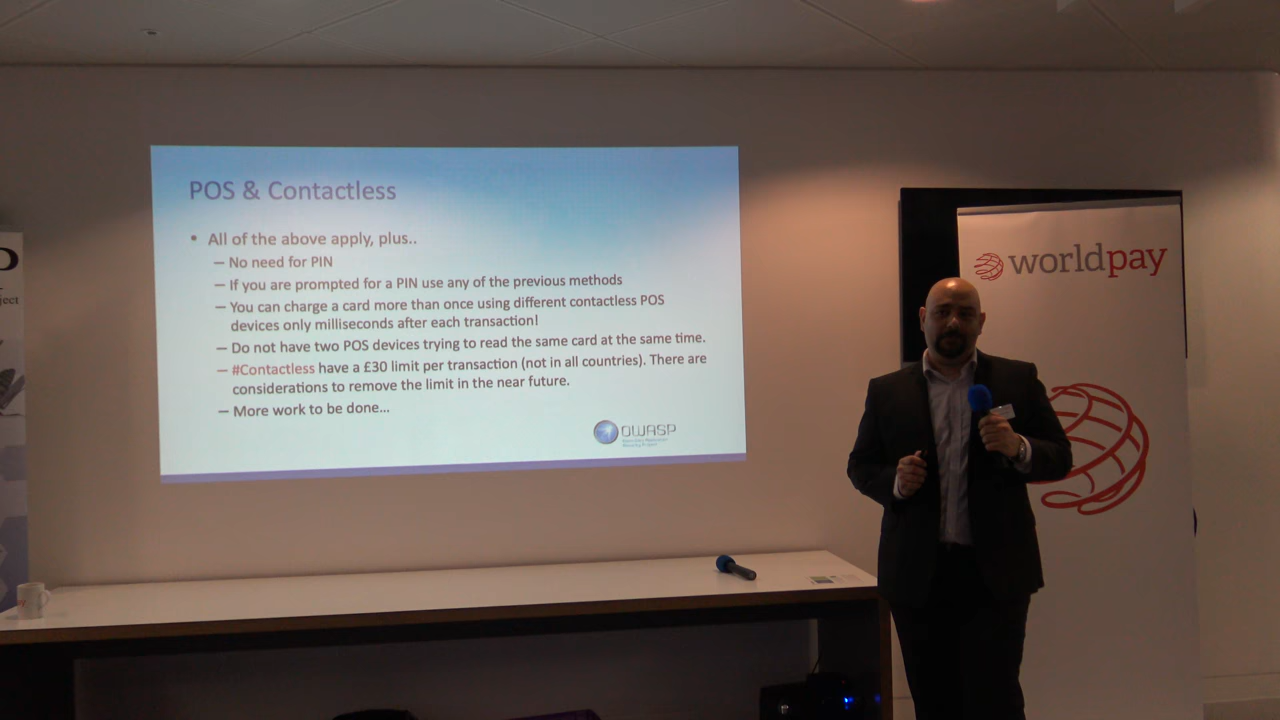 POS & Contactless
• All of the above apply, plus..
– No need for PIN
– If you are prompted for a PIN use any of the previous methods
– You can charge a card more than once using different contactless POS
devices only milliseconds after each transaction!
– Do not have two POS devices trying to read the same card at the same time.
– #Contactless have a £30 limit per transaction (not in all countries). There are
considerations to remove the limit in the near future.
– More work to be done...
OWASP
worldpay